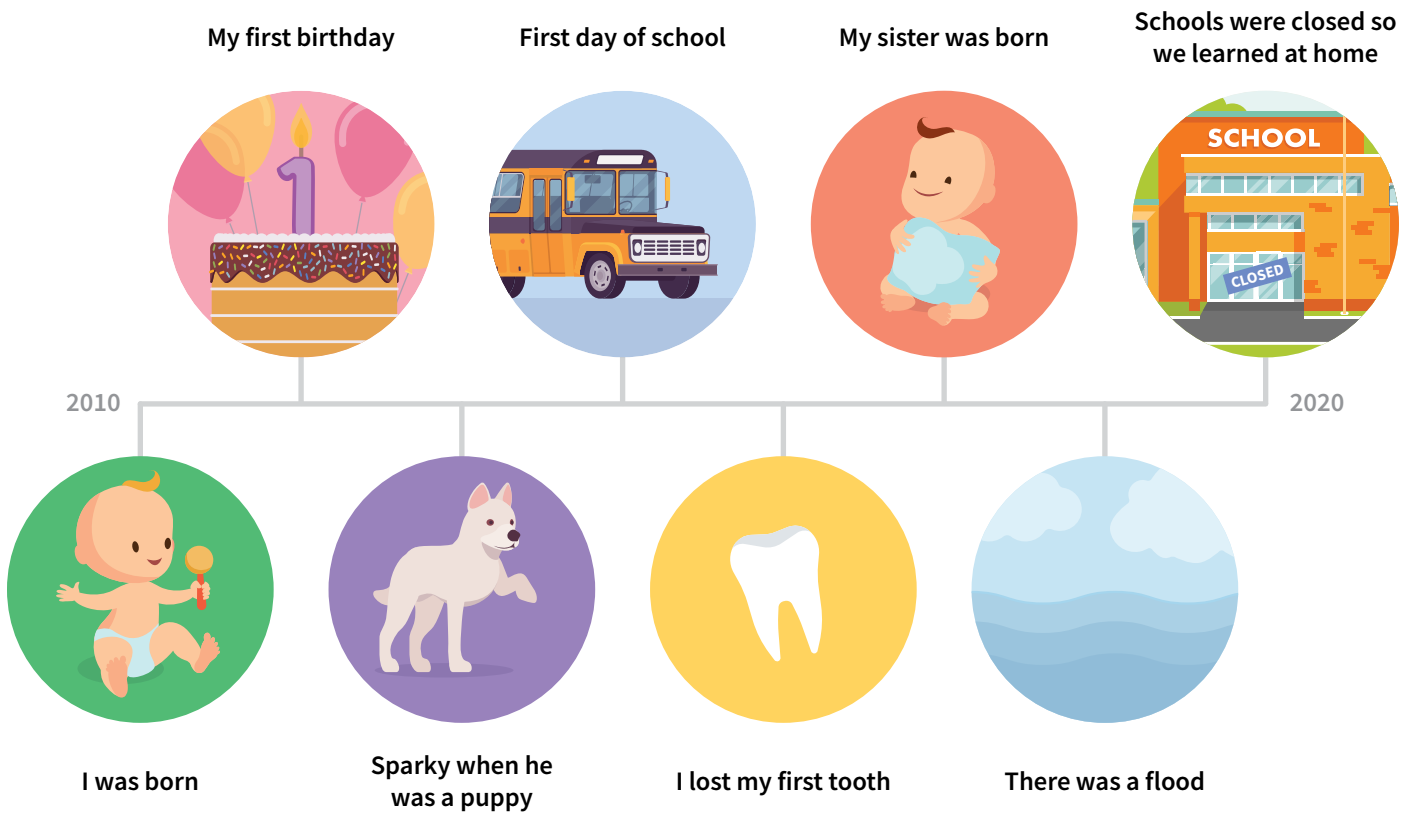 My first birthday
First day of school
My sister was born
Schools were closed so
we learned at home
SCHOOL
CLOSED
2010
2020
I was born
Sparky when he
was a puppy
I lost my first tooth
There was a flood